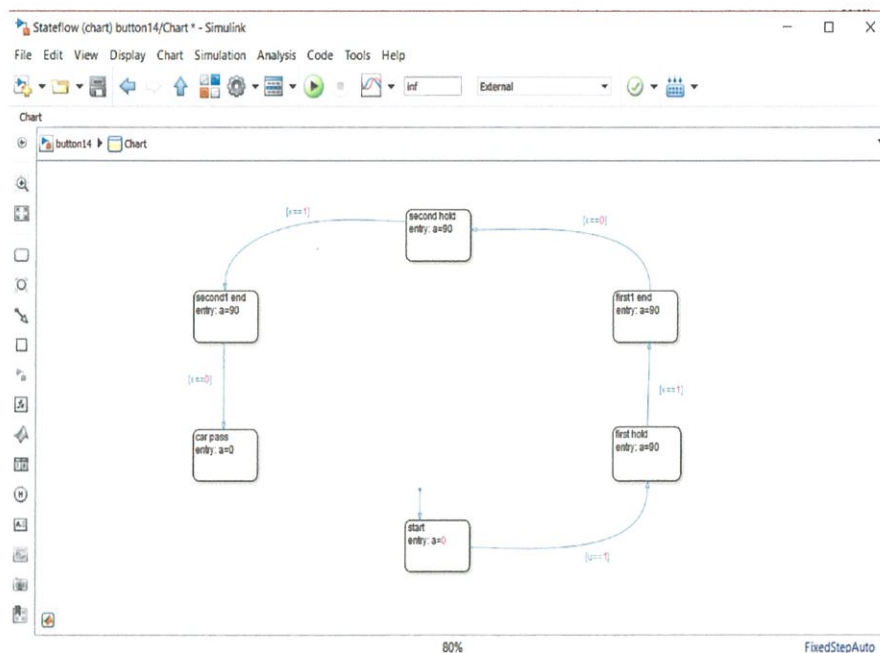 Stateflow (chart) button14/Chart * - Simulink
File Edit View Display Chart Simulation Analysis Code Tools Help
inf
External
Chart
button14 Chart
[x==1]
second hold
entry: a=90
[x==0]
second1 end
entry: a=90
first1 end
entry: a=90
[x==0]
[x==1]
car pass
entry: a=0
first hold
entry: a=90
start
entry: a=0
[u==1]
80%
FixedStepAuto